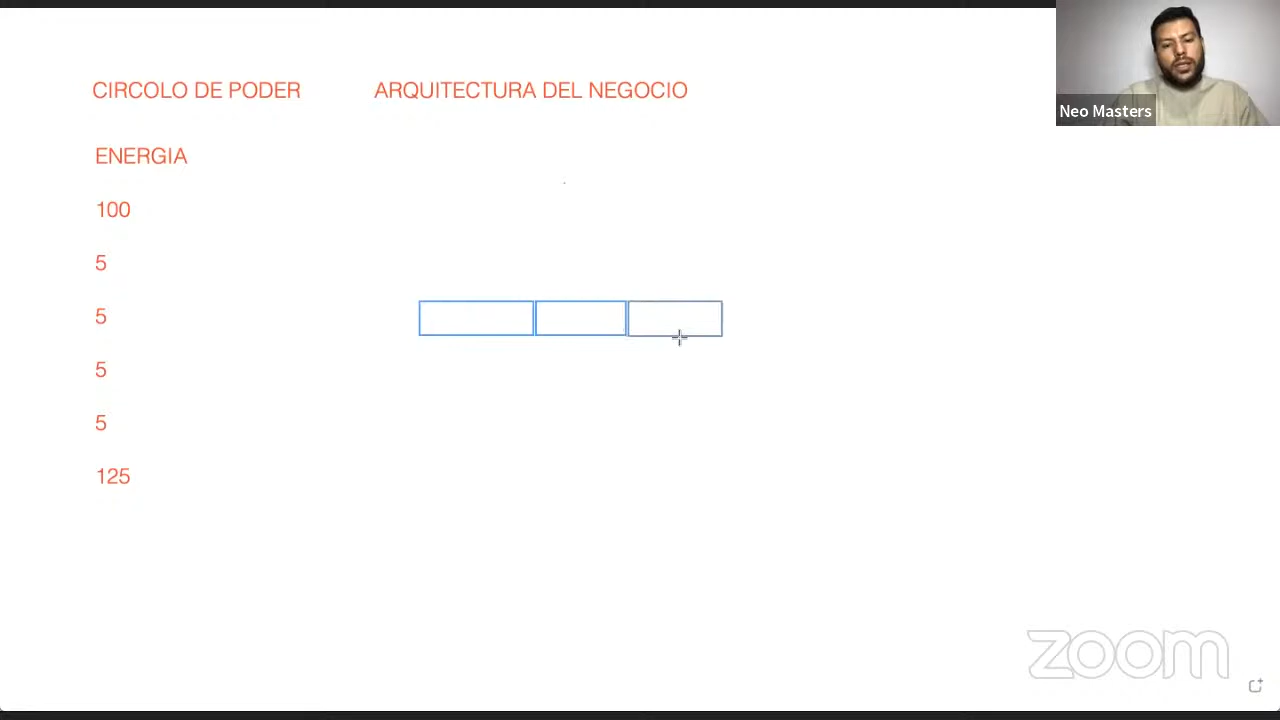 CIRCOLO DE PODER
ARQUITECTURA DEL NEGOCIO
Neo Masters
ENERGIA
100
5
5
5
5
125
zoom